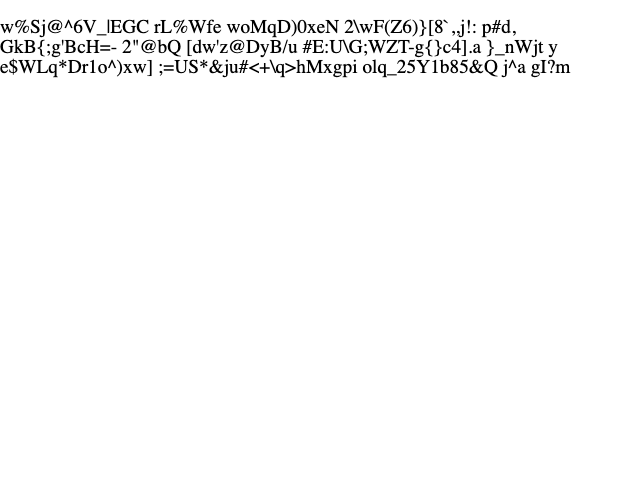 w%Sj@^6V_|EGC rL%Wfe woMqD)0xeN 2\wF(Z6)}[8`,,j!: p#d,
GkB{;g'BcH=- 2"@bQ [dw'z@DyB/u #E:U\G;WZT-g{}c4].a }_nWjt y
e$WLq*Dr1o^)xw] ;=US*&ju#<+\q>hMxgpi olq_25Y1b85&Q j^a gI?m